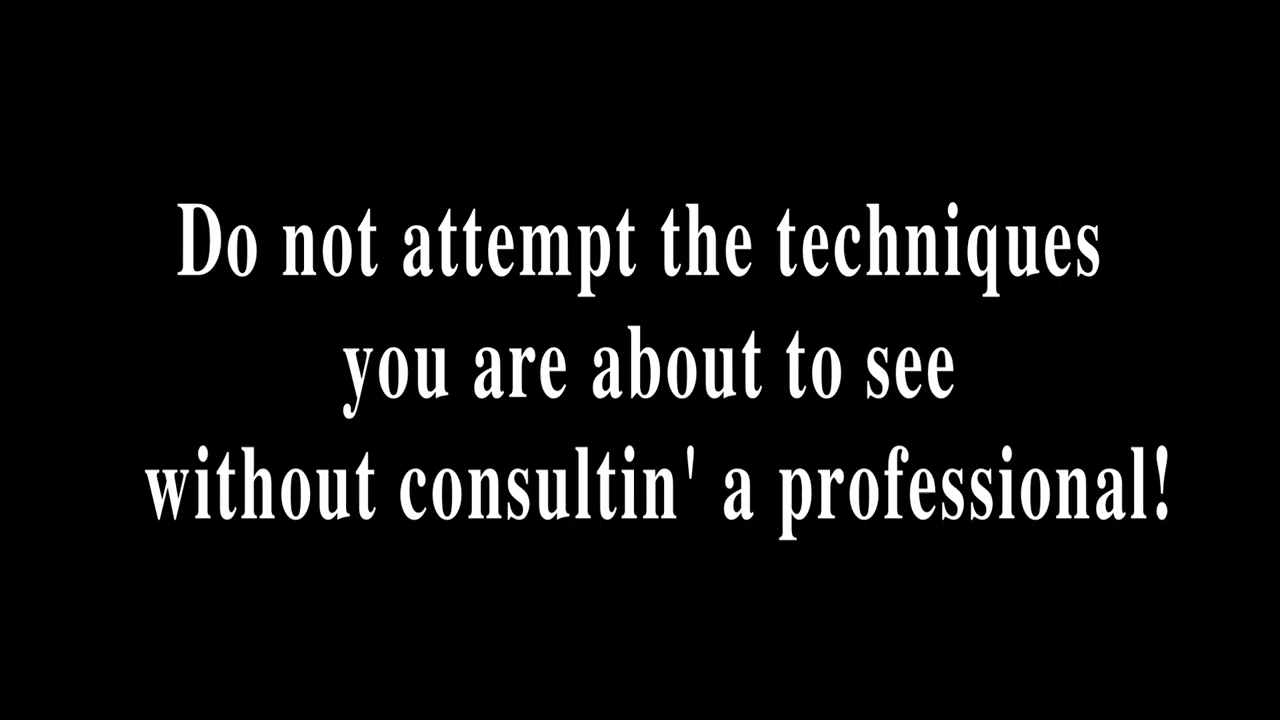 Do not attempt the techniques
you are about to see
without consultin' a professional!